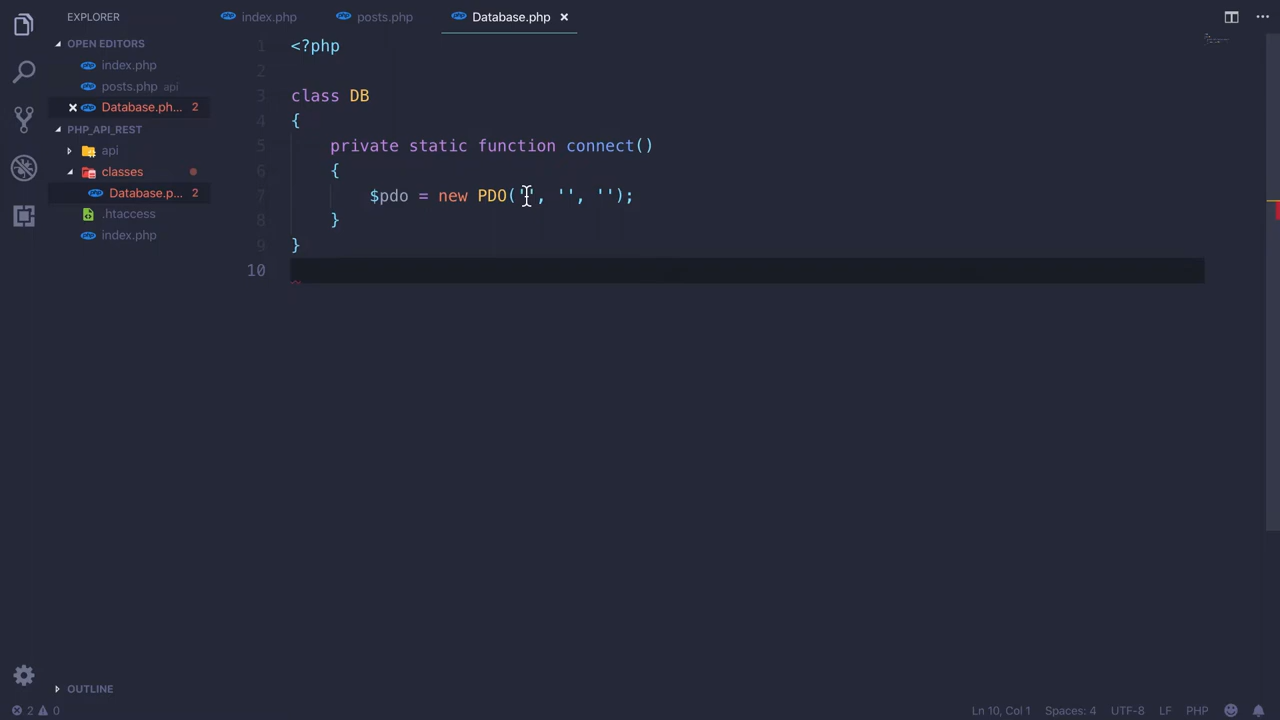 EXPLORER
index.php
posts.php
Database.php
OPEN EDITORS
index.php
posts.php api
Database.ph... 2
PHP_API_REST
api
classes
Database.p... 2
.htaccess
index.php
OUTLINE
1 <?php
2
3 class DB
4 {
5 private static function connect()
6 {
7 $pdo = new PDO('', '', '');
8 }
9 }
10
2 0
Ln 10, Col 1 Spaces: 4 UTF-8 LF PHP